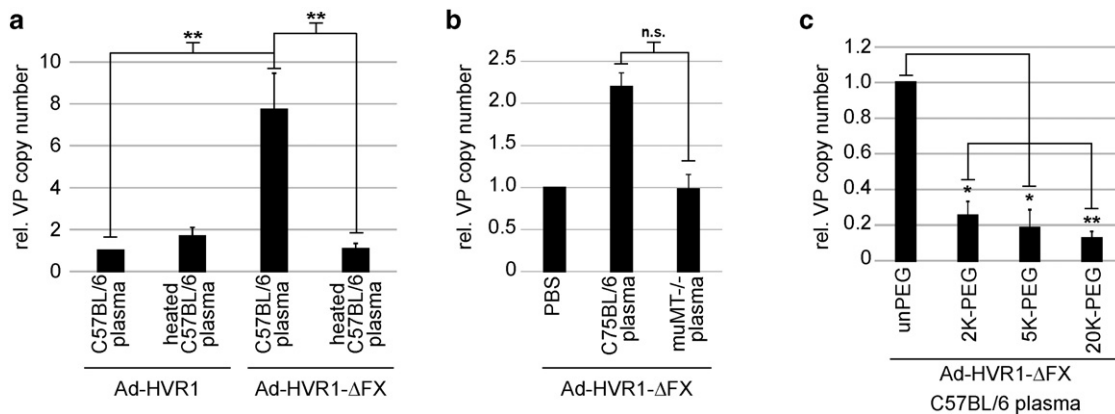 a
rel. VP copy number
10
8
6
4
2
0
**
**
C57BL/6
plasma
heated
C57BL/6
plasma
C57BL/6
plasma
heated
C57BL/6
plasma
Ad-HVR1
Ad-HVR1-ΔFX
b
rel. VP copy number
2.5
2.0
1.5
1.0
0.5
0
n.s.
PBS
C75BL/6
plasma
muMT-/-
plasma
Ad-HVR1-ΔFX
c
rel. VP copy number
1.2
1.0
0.8
0.6
0.4
0.2
0
*
*
**
unPEG
2K-PEG
5K-PEG
20K-PEG
Ad-HVR1-ΔFX
C57BL/6 plasma